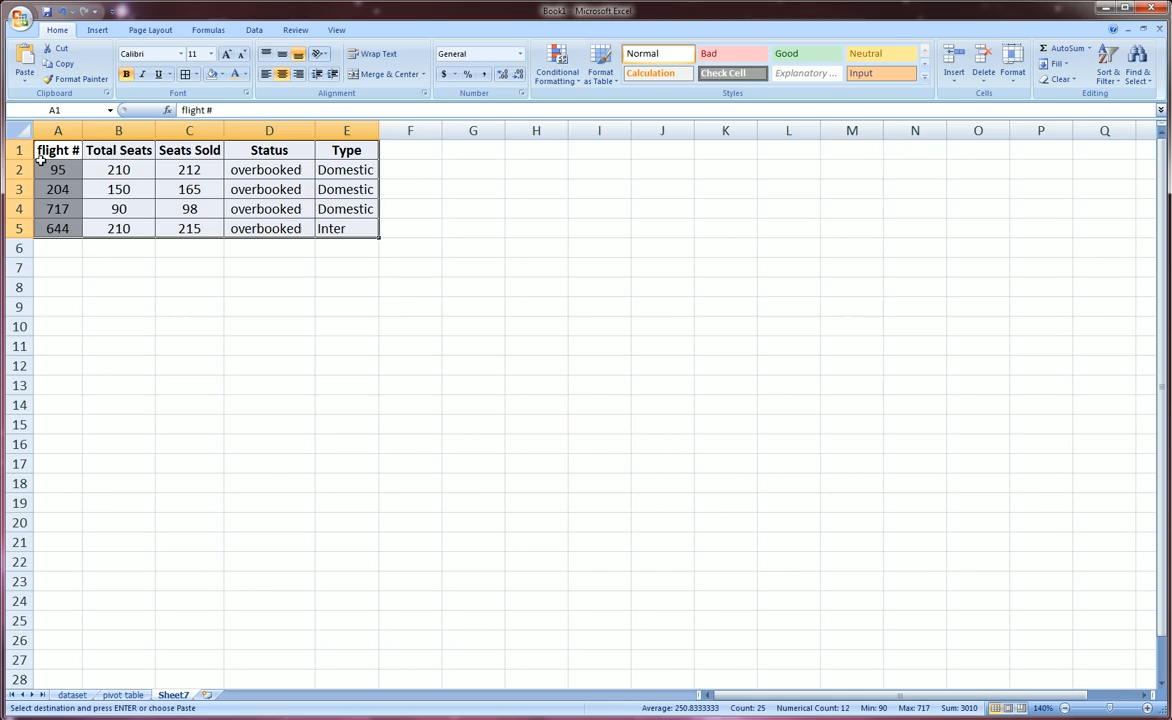 Book1 - Microsoft Excel
Home Insert Page Layout Formulas Data Review View
Cut
Copy
Format Painter
Paste
Clipboard
Calibri 11
B I U A
Font
Wrap Text
Merge & Center
Alignment
General
$ % ,
Number
Conditional Formatting
Format as Table
Normal Bad Good Neutral
Calculation Check Cell Explanatory ... Input
Styles
Insert Delete Format
Cells
Σ AutoSum
Fill
Clear
Sort & Filter
Find & Select
Editing
A1 fx flight #
A B C D E F G H I J K L M N O P Q
1 flight # Total Seats Seats Sold Status Type
2 95 210 212 overbooked Domestic
3 204 150 165 overbooked Domestic
4 717 90 98 overbooked Domestic
5 644 210 215 overbooked Inter
6
7
8
9
10
11
12
13
14
15
16
17
18
19
20
21
22
23
24
25
26
27
28
dataset pivot table Sheet7
Select destination and press ENTER or choose Paste Average: 250.8333333 Count: 25 Numerical Count: 12 Min: 90 Max: 717 Sum: 3010 140%